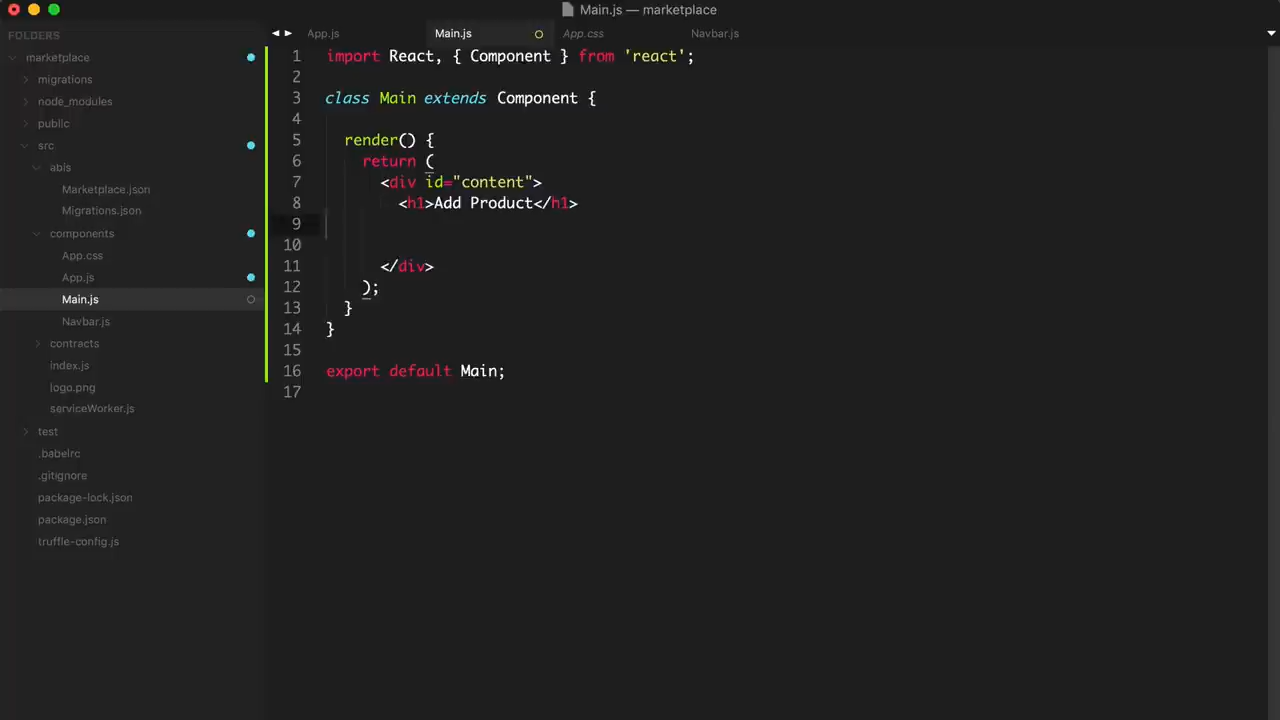 Main.js — marketplace
FOLDERS
marketplace
migrations
node_modules
public
src
abis
Marketplace.json
Migrations.json
components
App.css
App.js
Main.js
Navbar.js
contracts
index.js
logo.png
serviceWorker.js
test
.babelrc
.gitignore
package-lock.json
package.json
truffle-config.js
App.js Main.js App.css Navbar.js
1 import React, { Component } from 'react';
2
3 class Main extends Component {
4
5 render() {
6 return (
7 <div id="content">
8 <h1>Add Product</h1>
9
10
11 </div>
12 );
13 }
14 }
15
16 export default Main;
17